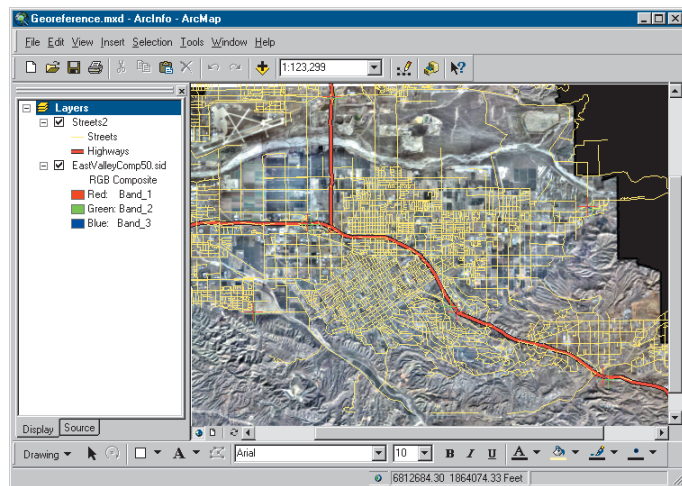 Georeference.mxd - ArcInfo - ArcMap
File Edit View Insert Selection Tools Window Help
1:123,299
Layers
Streets2
Streets
Highways
EastValleyComp50.sid
RGB Composite
Red: Band_1
Green: Band_2
Blue: Band_3
Display Source
Drawing A Arial 10 B I U A
6812684.30 1864074.33 Feet